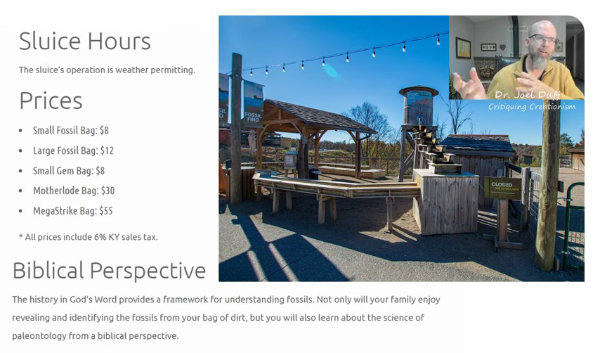 Sluice Hours
The sluice's operation is weather permitting.
Prices
• Small Fossil Bag: $8
• Large Fossil Bag: $12
• Small Gem Bag: $8
• Motherlode Bag: $30
• MegaStrike Bag: $55
* All prices include 6% KY sales tax.
FOSSIL FIND
Dr. Joel Duff
Critiquing Creationism
CLOSED
Biblical Perspective
The history in God's Word provides a framework for understanding fossils. Not only will your family enjoy
revealing and identifying the fossils from your bag of dirt, but you will also learn about the science of
paleontology from a biblical perspective.